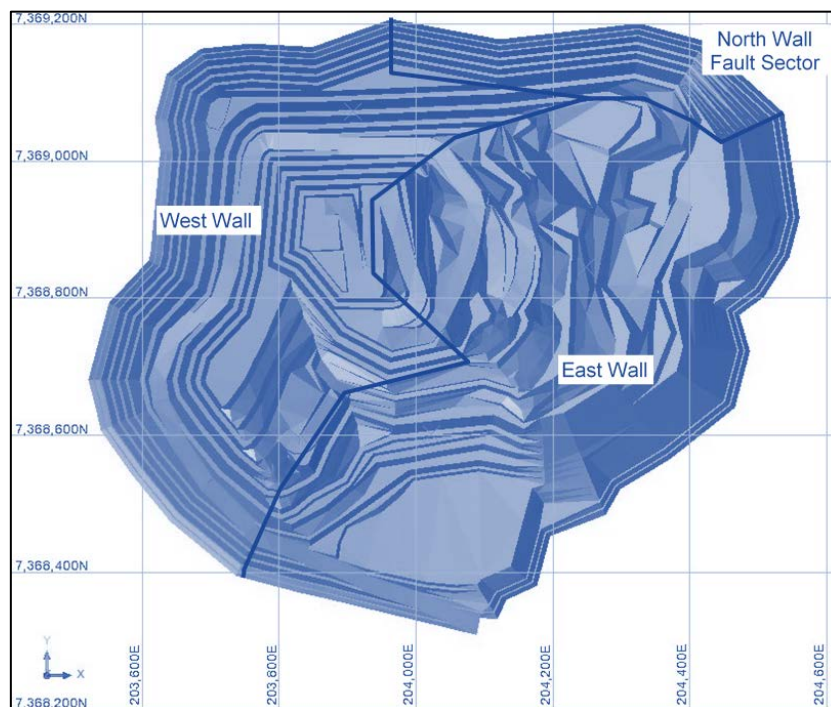 7,369,200N
North Wall
Fault Sector
7,369,000N
West Wall
7,368,800N
East Wall
7,368,600N
7,368,400N
Y
X
7,368,200N
203,600E
203,800E
204,000E
204,200E
204,400E
204,600E